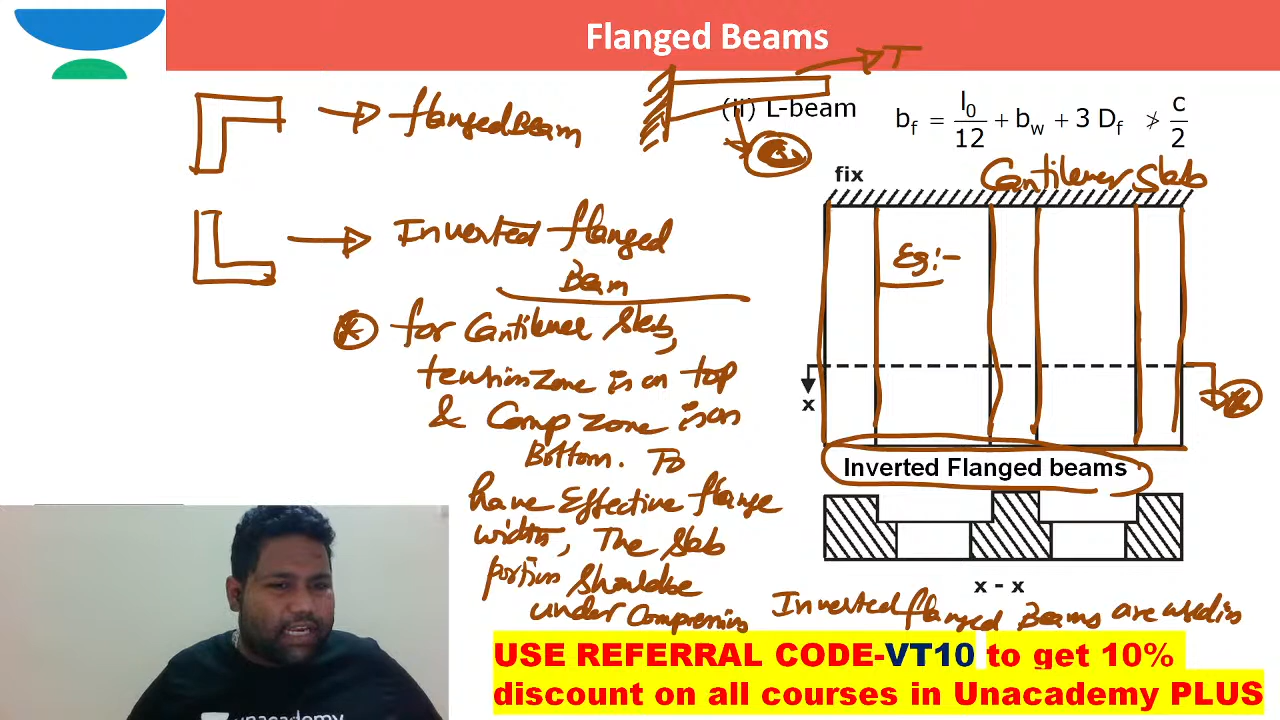 Flanged Beams
T
flanged Beam
(ii) L-beam
b_f = l_0/12 + b_w + 3 D_f ≯ c/2
fix
Cantilever Slab
Inverted flanged
Beam
Eg:-
for Cantilever Slab,
tension zone is on top
& Comp zone is on
Bottom. To
have Effective flange
width, The Slab
portion should be
under Compression
x
Inverted Flanged beams
x - x
Inverted flanged Beams are used in
USE REFERRAL CODE-VT10 to get 10%
discount on all courses in Unacademy PLUS
unacademy